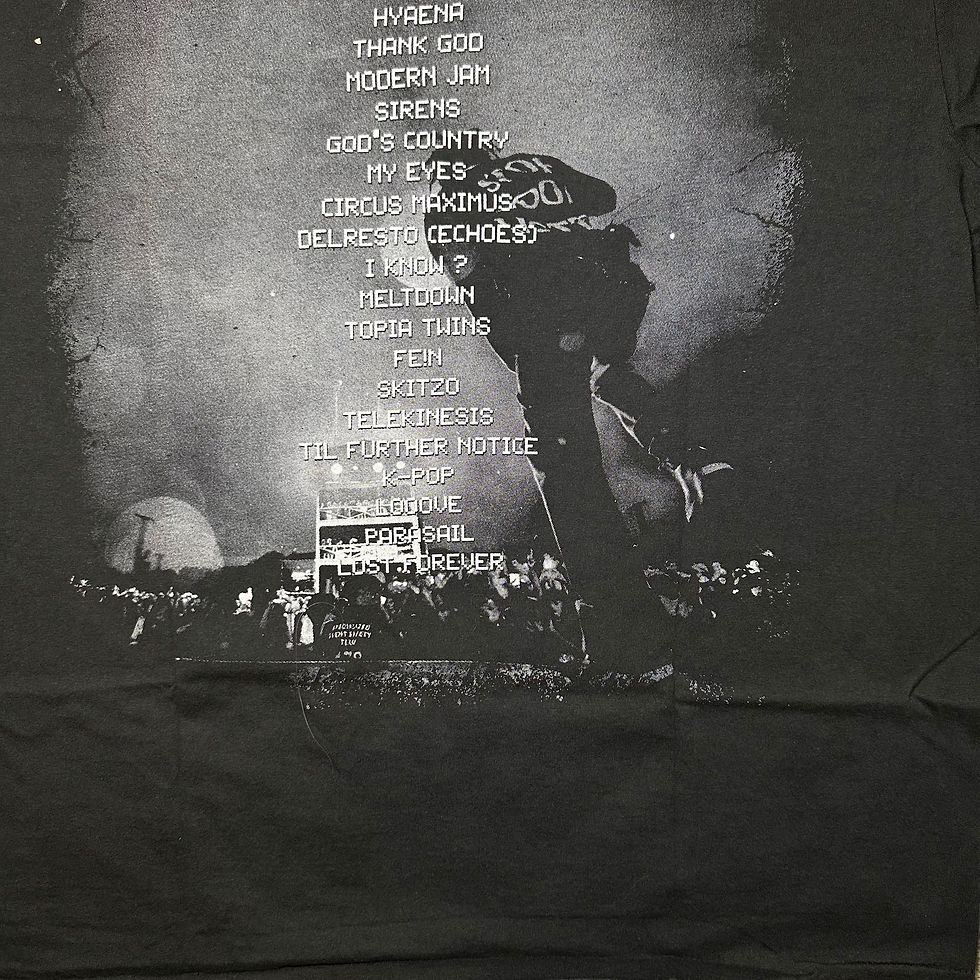 HYAENA
THANK GOD
MODERN JAM
SIRENS
GOD'S COUNTRY
MY EYES
CIRCUS MAXIMUS
DELRESTO (ECHOES)
I KNOW ?
MELTDOWN
TOPIA TWINS
FE!N
SKITZO
TELEKINESIS
TIL FURTHER NOTICE
K-POP
LOOOVE
PARASAIL
LOST FOREVER